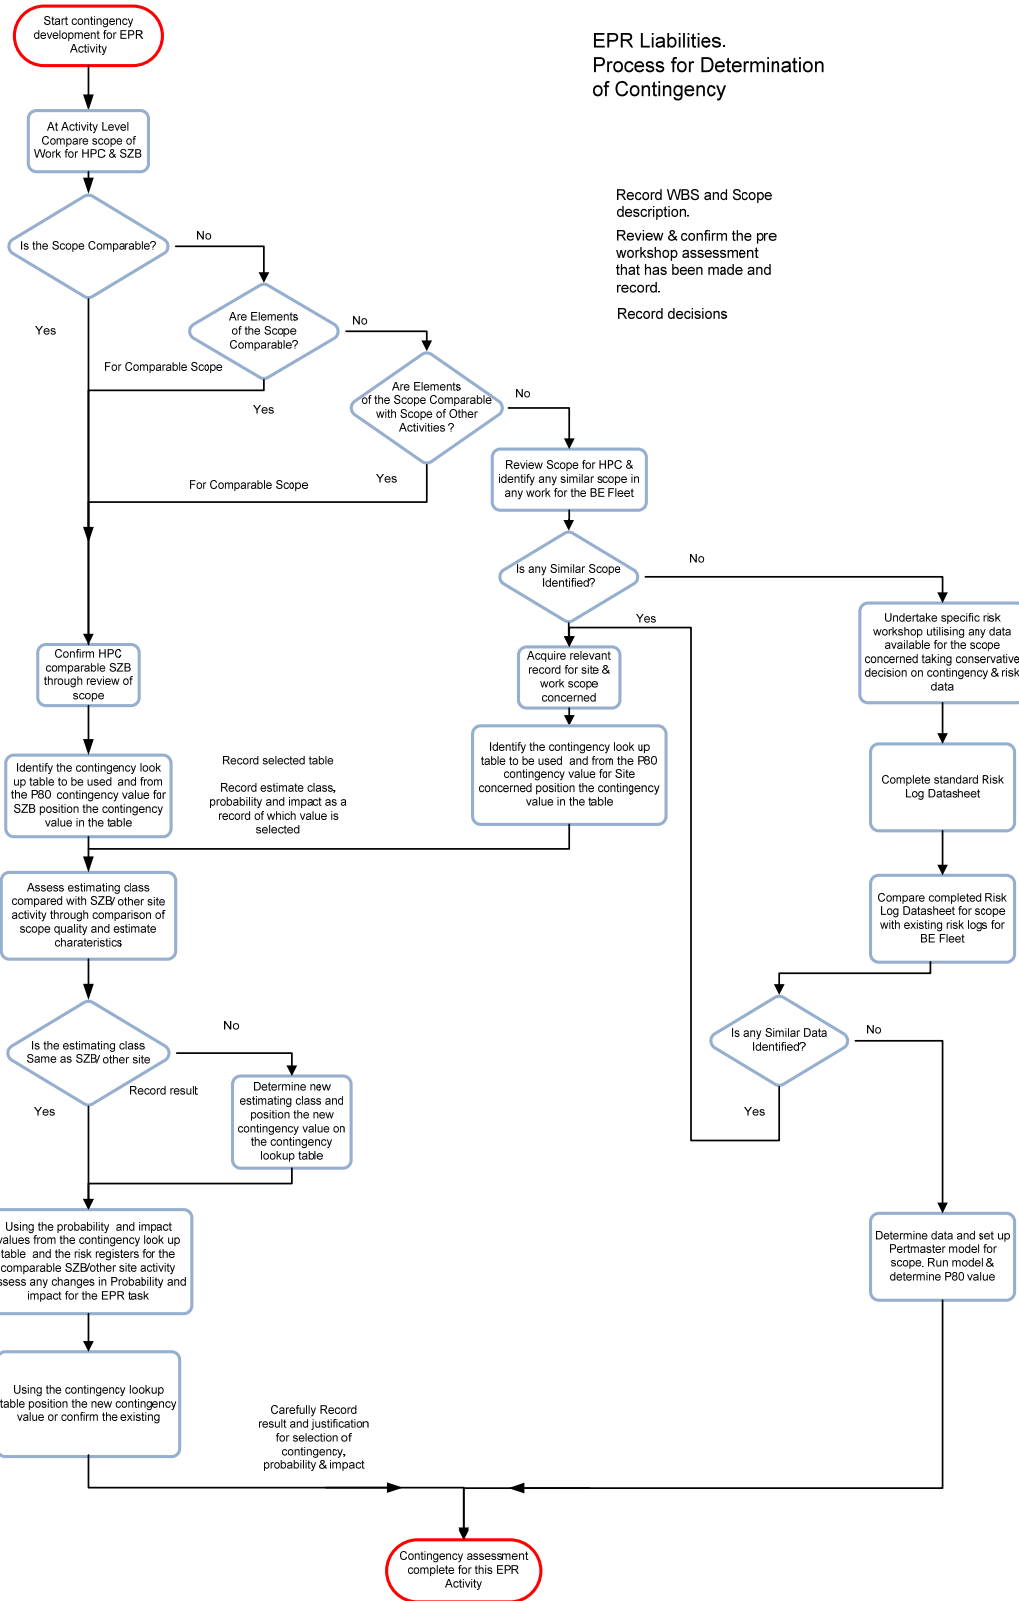 Start contingency
development for EPR
Activity
EPR Liabilities.
Process for Determination
of Contingency
At Activity Level
Compare scope of
Work for HPC & SZB
Record WBS and Scope
description.
Review & confirm the pre
workshop assessment
that has been made and
record.
Record decisions
Is the Scope Comparable?
No
Yes
Are Elements
of the Scope
Comparable?
No
For Comparable Scope
Yes
Are Elements
of the Scope Comparable
with Scope of Other
Activities ?
No
For Comparable Scope
Yes
Review Scope for HPC &
identify any similar scope in
any work for the BE Fleet
Is any Similar Scope
Identified?
No
Yes
Undertake specific risk
workshop utilising any data
available for the scope
concerned taking conservative
decision on contingency & risk
data
Confirm HPC
comparable SZB
through review of
scope
Acquire relevant
record for site &
work scope
concerned
Identify the contingency look
up table to be used and from
the P80 contingency value for
SZB position the contingency
value in the table
Record selected table
Record estimate class,
probability and impact as a
record of which value is
selected
Identify the contingency look up
table to be used and from the P80
contingency value for Site
concerned position the contingency
value in the table
Complete standard Risk
Log Datasheet
Assess estimating class
compared with SZB/ other site
activity through comparison of
scope quality and estimate
charateristics
Compare completed Risk
Log Datasheet for scope
with existing risk logs for
BE Fleet
Is the estimating class
Same as SZB/ other site
No
Record result
Yes
Determine new
estimating class and
position the new
contingency value on
the contingency
lookup table
Is any Similar Data
Identified?
No
Yes
Using the probability and impact
values from the contingency look up
table and the risk registers for the
comparable SZB/other site activity
ssess any changes in Probability and
impact for the EPR task
Determine data and set up
Pertmaster model for
scope. Run model &
determine P80 value
Using the contingency lookup
table position the new contingency
value or confirm the existing
Carefully Record
result and justification
for selection of
contingency,
probability & impact
Contingency assessment
complete for this EPR
Activity